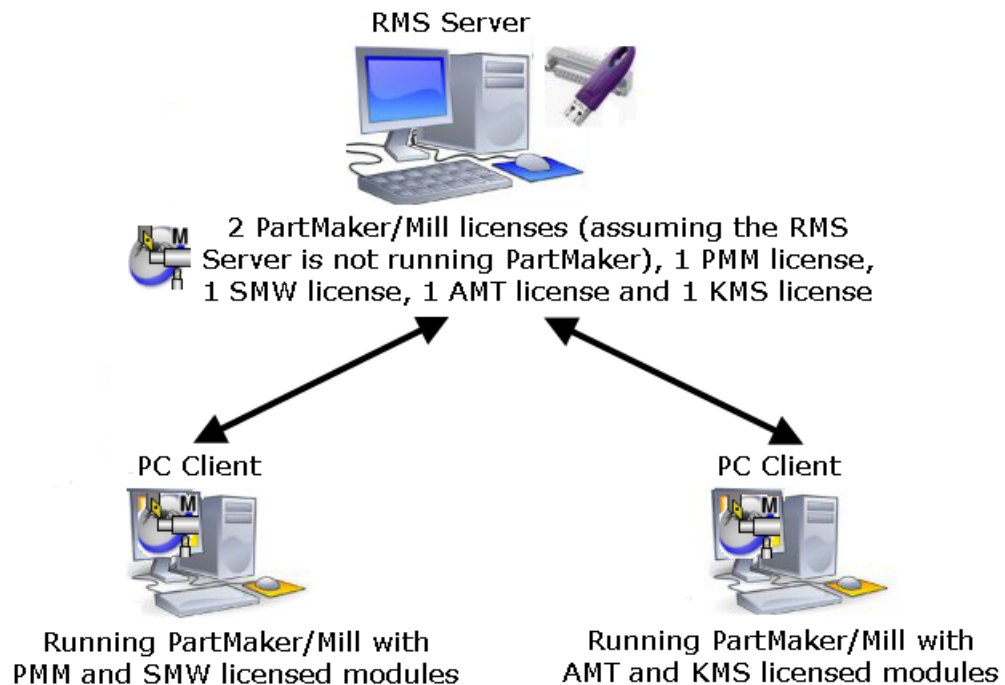 RMS Server
2 PartMaker/Mill licenses (assuming the RMS
Server is not running PartMaker), 1 PMM license,
1 SMW license, 1 AMT license and 1 KMS license
M
PC Client
M
Running PartMaker/Mill with
PMM and SMW licensed modules
PC Client
M
Running PartMaker/Mill with
AMT and KMS licensed modules